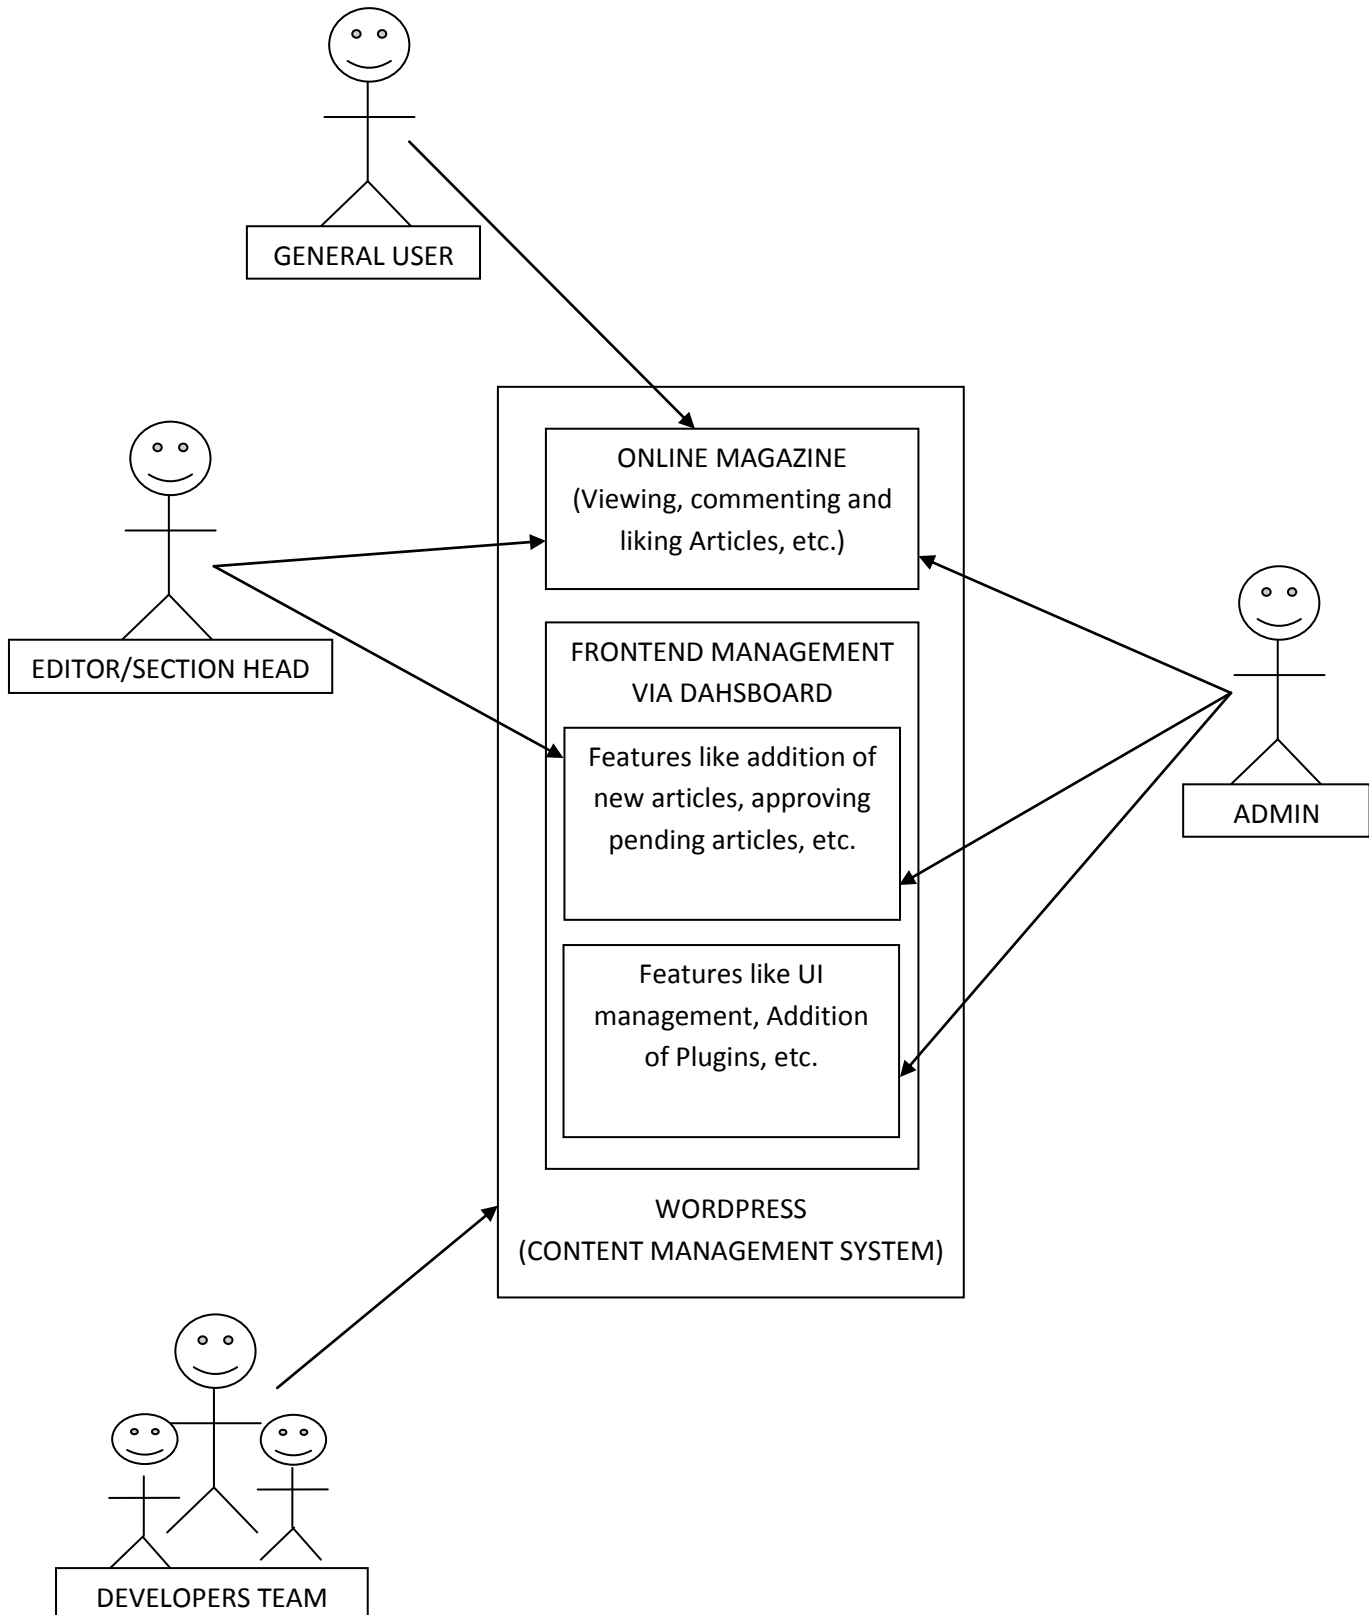 GENERAL USER
ONLINE MAGAZINE
(Viewing, commenting and
liking Articles, etc.)
EDITOR/SECTION HEAD
FRONTEND MANAGEMENT
VIA DAHSBOARD
Features like addition of
new articles, approving
pending articles, etc.
ADMIN
Features like UI
management, Addition
of Plugins, etc.
WORDPRESS
(CONTENT MANAGEMENT SYSTEM)
DEVELOPERS TEAM